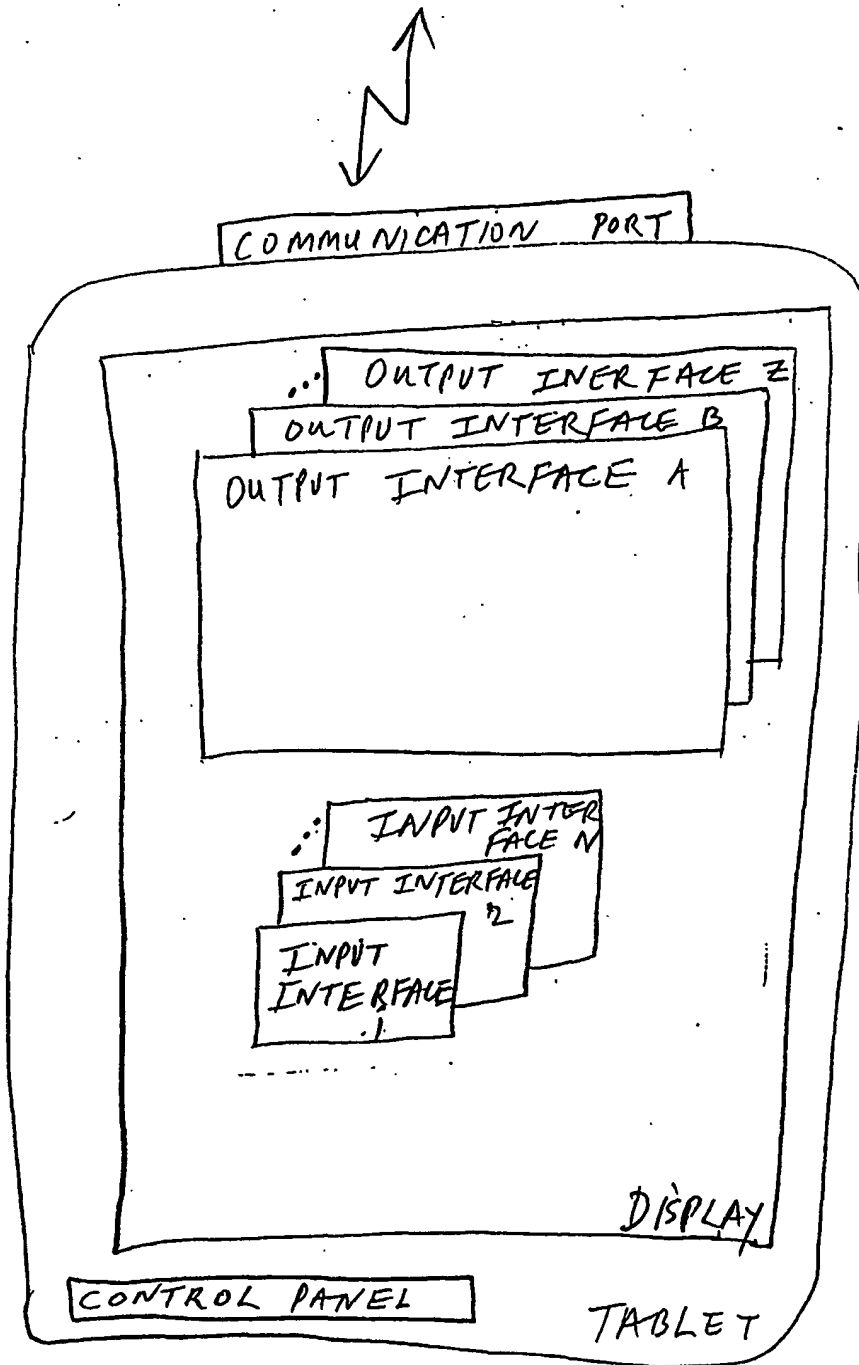 COMMUNICATION PORT
OUTPUT INERFACE Z
OUTPUT INTERFACE B
OUTPUT INTERFACE A
INPUT INTER
FACE N
INPUT INTERFACE
2
INPUT
INTERFACE
1
DISPLAY
CONTROL PANEL
TABLET